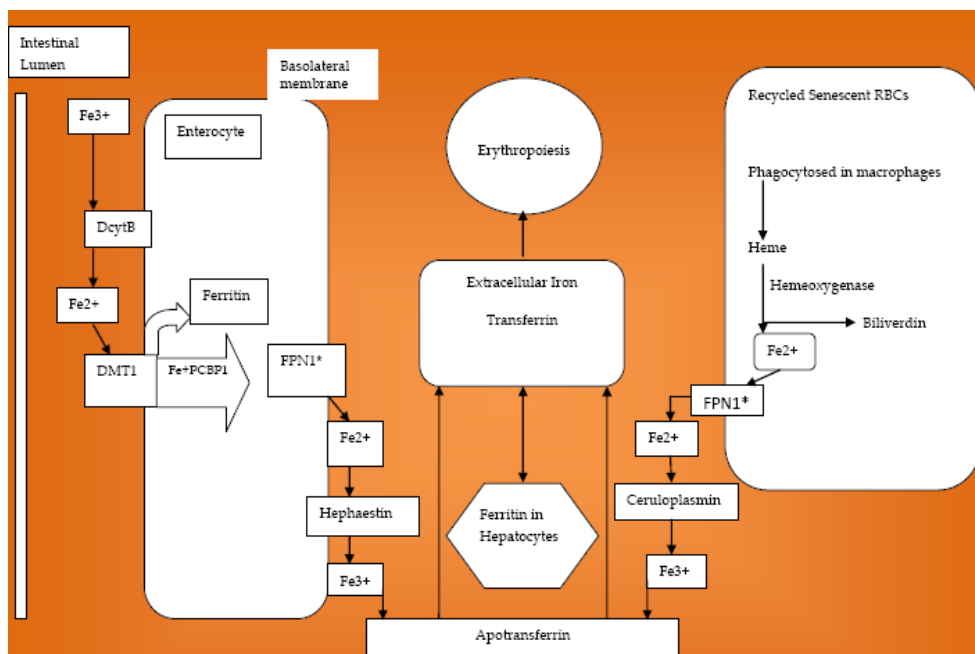 Intestinal
Lumen
Basolateral
membrane
Fe3+
Enterocyte
DcytB
Fe2+
Ferritin
DMT1
Fe+PCBP1
FPN1*
Fe2+
Hephaestin
Fe3+
Erythropoiesis
Extracellular Iron
Transferrin
Ferritin in
Hepatocytes
Apotransferrin
Recycled Senescent RBCs
Phagocytosed in macrophages
Heme
Hemeoxygenase
Biliverdin
Fe2+
FPN1*
Fe2+
Ceruloplasmin
Fe3+